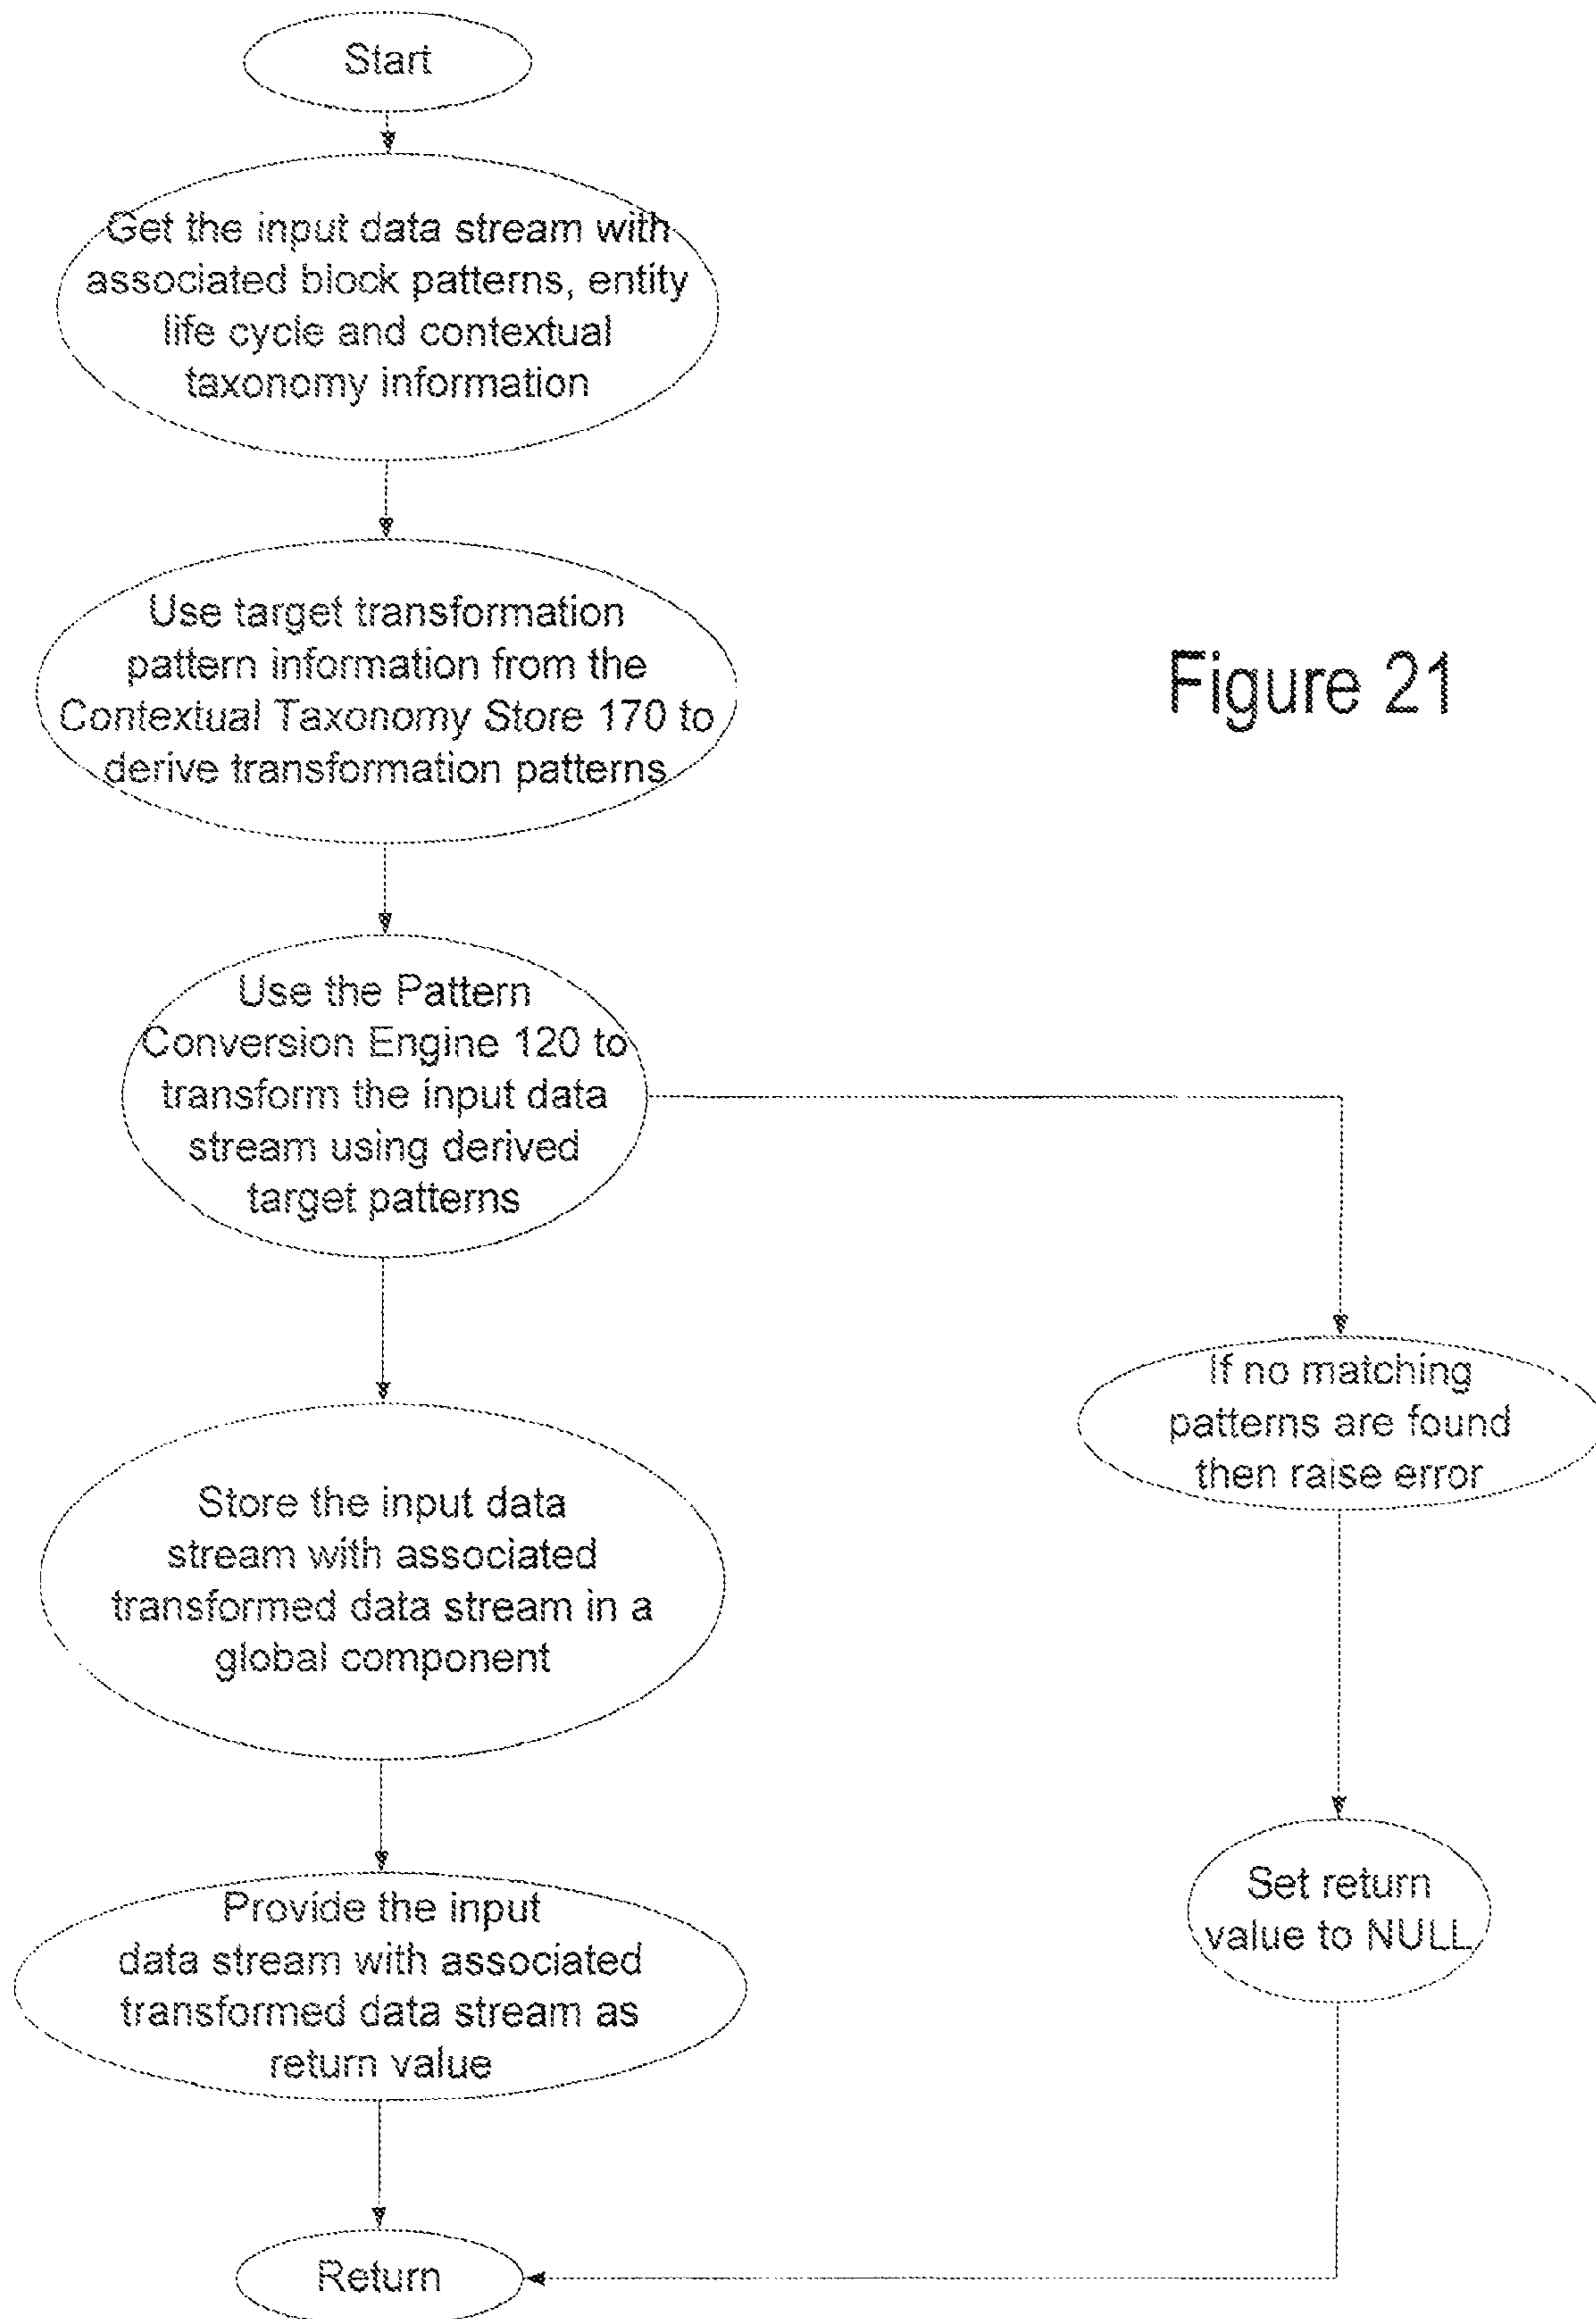 Start
Get the input data stream with
associated block patterns, entity
life cycle and contextual
taxonomy information
Use target transformation
pattern information from the
Contextual Taxonomy Store 170 to
derive transformation patterns
Figure 21
Use the Pattern
Conversion Engine 120 to
transform the input data
stream using derived
target patterns
If no matching
patterns are found
then raise error
Store the input data
stream with associated
transformed data stream in a
global component
Set return
value to NULL
Provide the input
data stream with associated
transformed data stream as
return value
Return